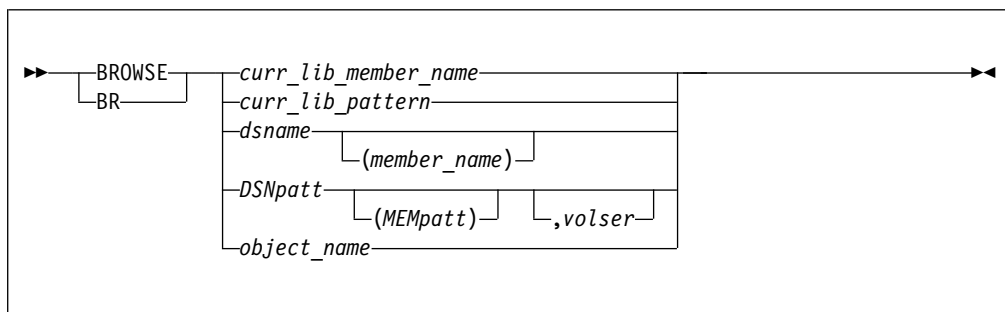 BROWSE curr_lib_member_name
BR curr_lib_pattern
dsname
(member_name)
DSNpatt
(MEMpatt) ,volser
object_name